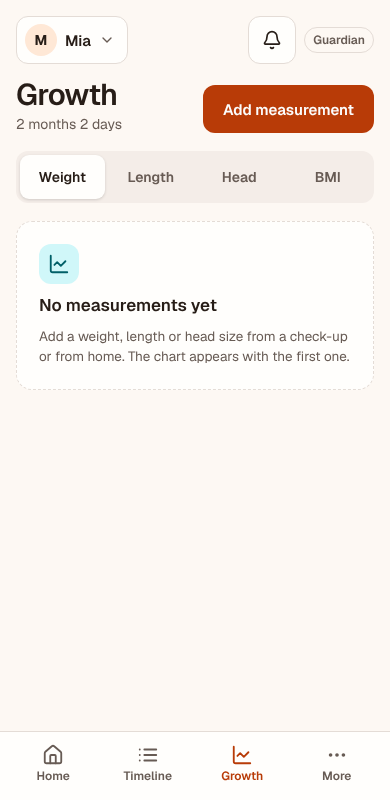 M Mia
Guardian
Growth
2 months 2 days
Add measurement
Weight Length Head BMI
No measurements yet
Add a weight, length or head size from a check-up
or from home. The chart appears with the first one.
Home Timeline Growth More